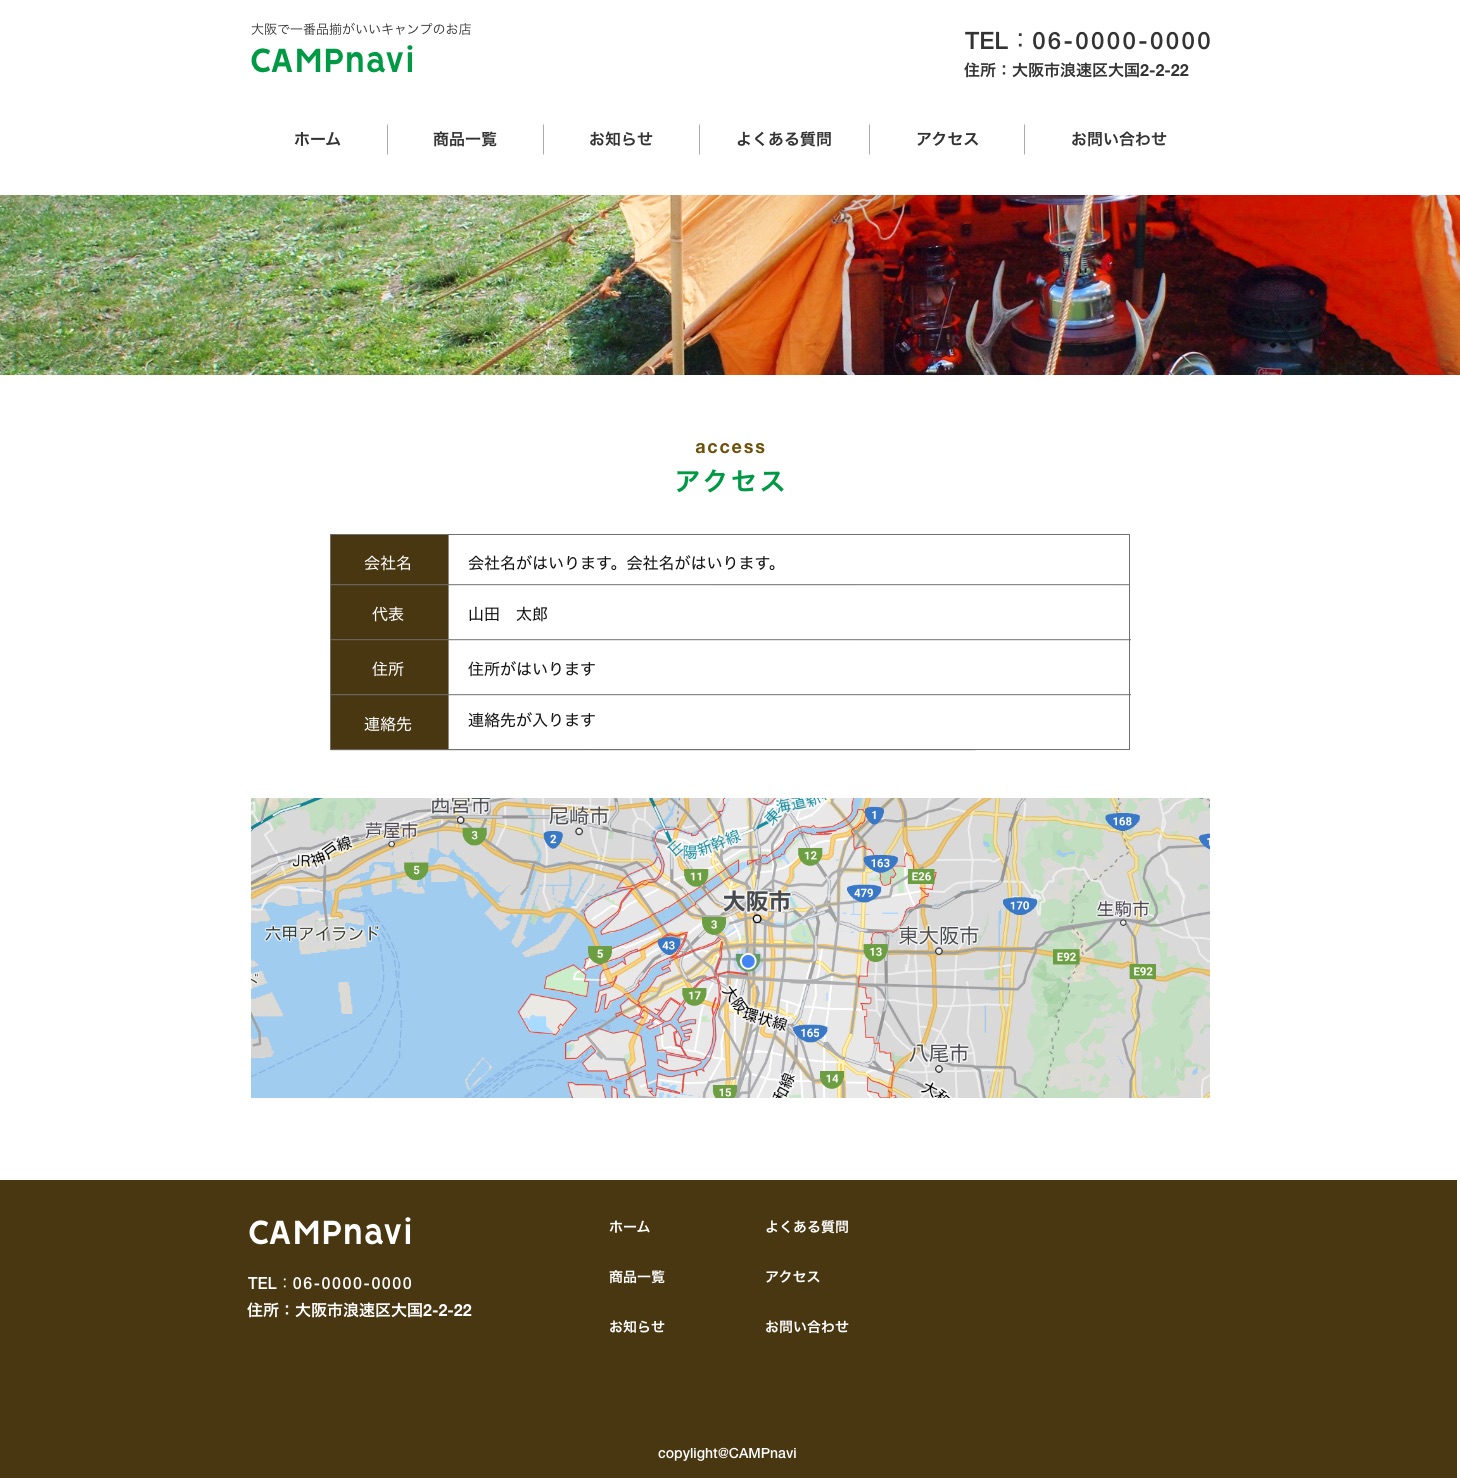 大阪で一番品揃がいいキャンプのお店
CAMPnavi
TEL：06-0000-0000
住所：大阪市浪速区大国2-2-22
ホーム
商品一覧
お知らせ
よくある質問
アクセス
お問い合わせ
access
アクセス
会社名 会社名がはいります。会社名がはいります。
代表 山田　太郎
住所 住所がはいります
連絡先 連絡先が入ります
西宮市
尼崎市
東海道新
1
168
芦屋市
3
2
山陽新幹線
JR神戸線
5
12
163
11
E26
479
大阪市
170
生駒市
3
六甲アイランド
東大阪市
43
5
13
E92
E92
17
大阪環状線
165
八尾市
14
15
和線
大和
CAMPnavi
TEL：06-0000-0000
住所：大阪市浪速区大国2-2-22
ホーム
商品一覧
お知らせ
よくある質問
アクセス
お問い合わせ
copylight@CAMPnavi